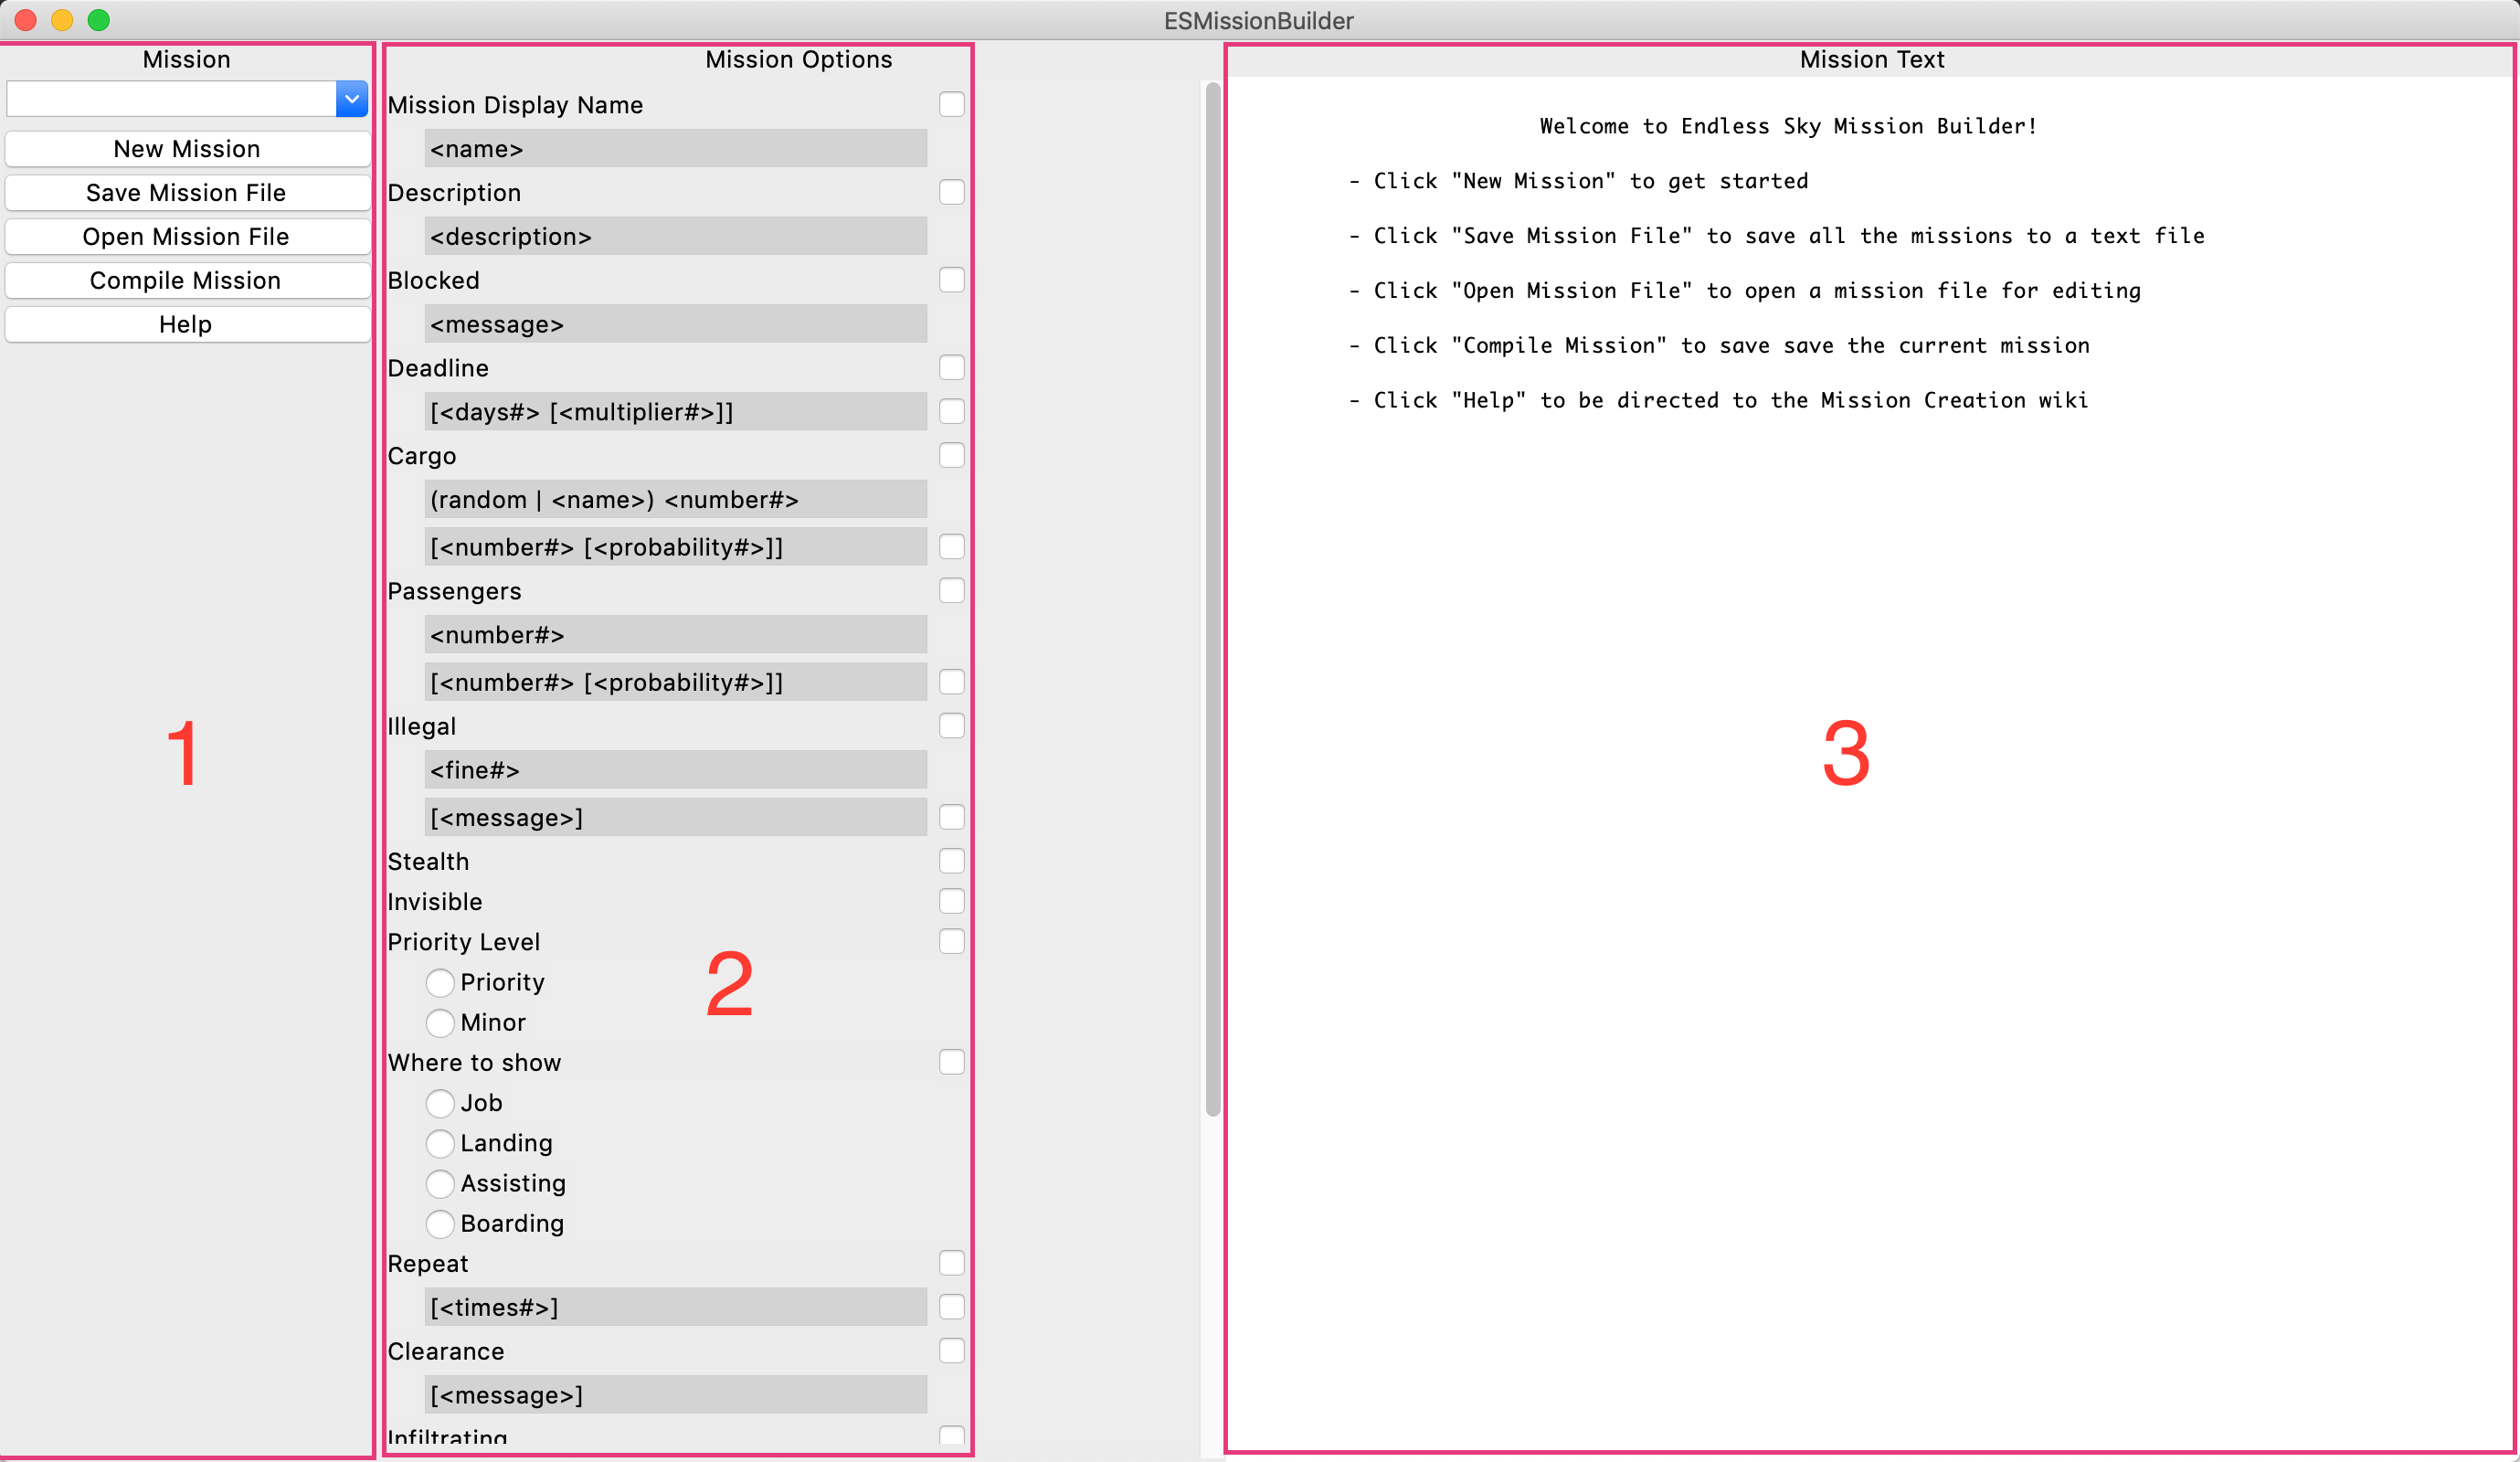 ESMissionBuilder
Mission
New Mission
Save Mission File
Open Mission File
Compile Mission
Help
1
Mission Options
Mission Display Name
<name>
Description
<description>
Blocked
<message>
Deadline
[<days#> [<multiplier#>]]
Cargo
(random | <name>) <number#>
[<number#> [<probability#>]]
Passengers
<number#>
[<number#> [<probability#>]]
Illegal
<fine#>
[<message>]
Stealth
Invisible
Priority Level
Priority
Minor
2
Where to show
Job
Landing
Assisting
Boarding
Repeat
[<times#>]
Clearance
[<message>]
Infiltrating
Mission Text
Welcome to Endless Sky Mission Builder!
- Click "New Mission" to get started
- Click "Save Mission File" to save all the missions to a text file
- Click "Open Mission File" to open a mission file for editing
- Click "Compile Mission" to save save the current mission
- Click "Help" to be directed to the Mission Creation wiki
3